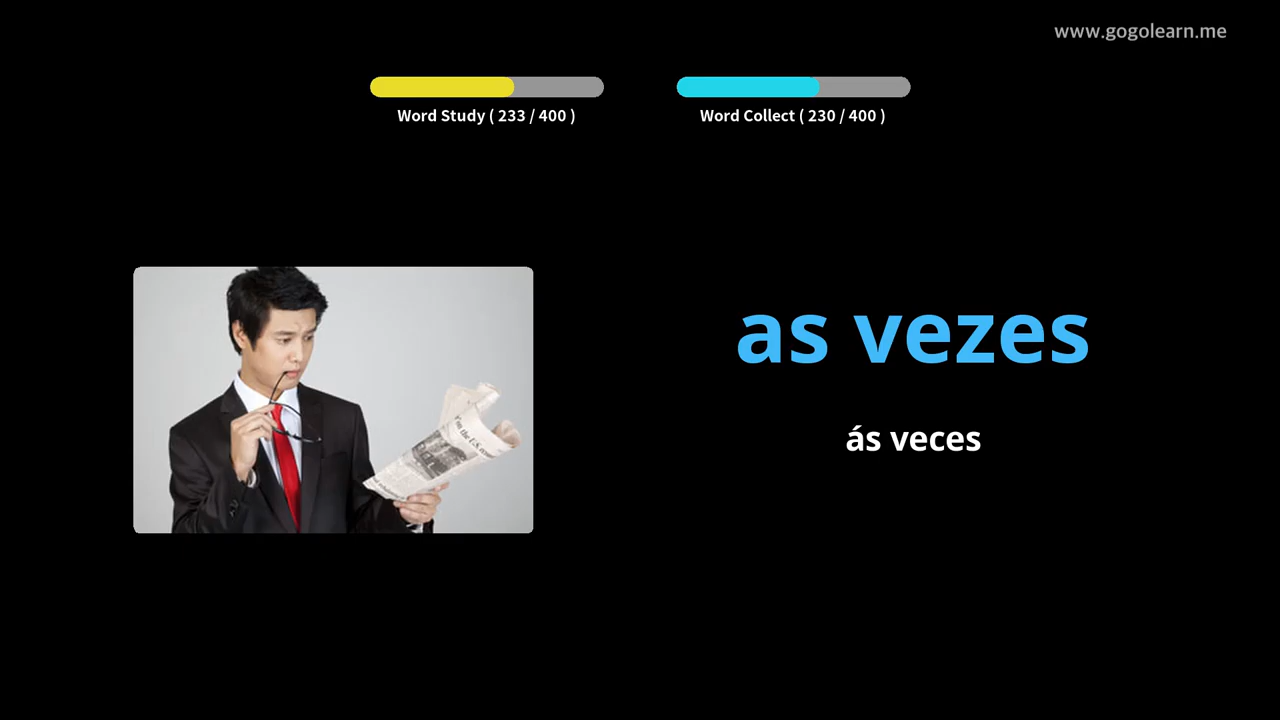 www.gogolearn.me
Word Study ( 233 / 400 )
Word Collect ( 230 / 400 )
as vezes
ás veces